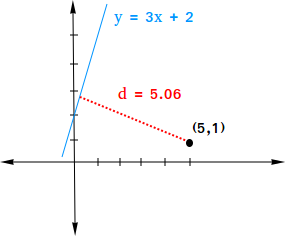 y = 3x + 2
d = 5.06
(5,1)